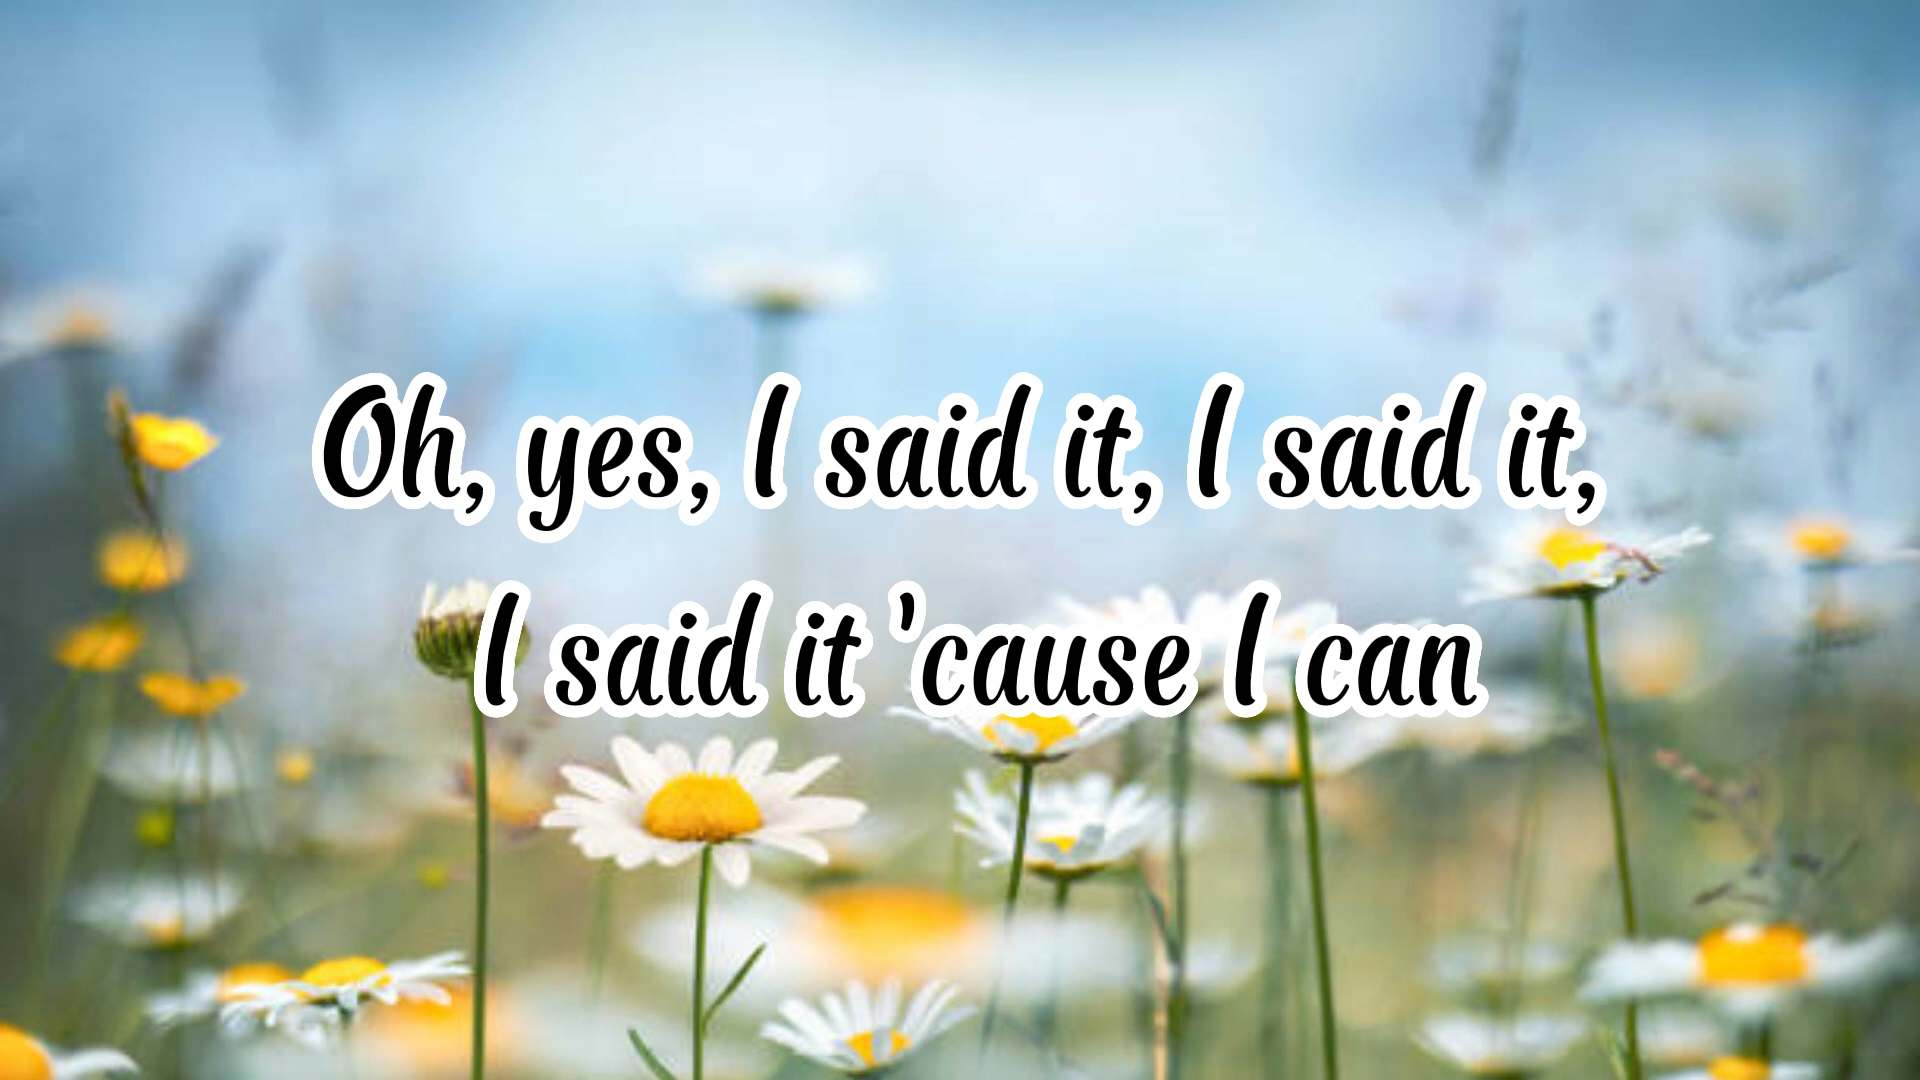 Oh, yes, I said it, I said it,
I said it 'cause I can